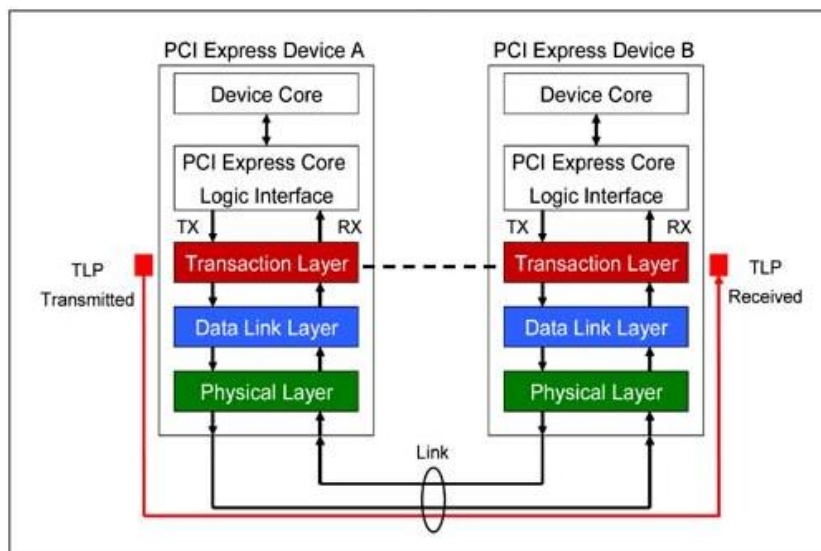 PCI Express Device A
PCI Express Device B
Device Core
Device Core
PCI Express Core
Logic Interface
PCI Express Core
Logic Interface
TX
RX
TX
RX
TLP
Transmitted
Transaction Layer
Transaction Layer
TLP
Received
Data Link Layer
Data Link Layer
Physical Layer
Physical Layer
Link